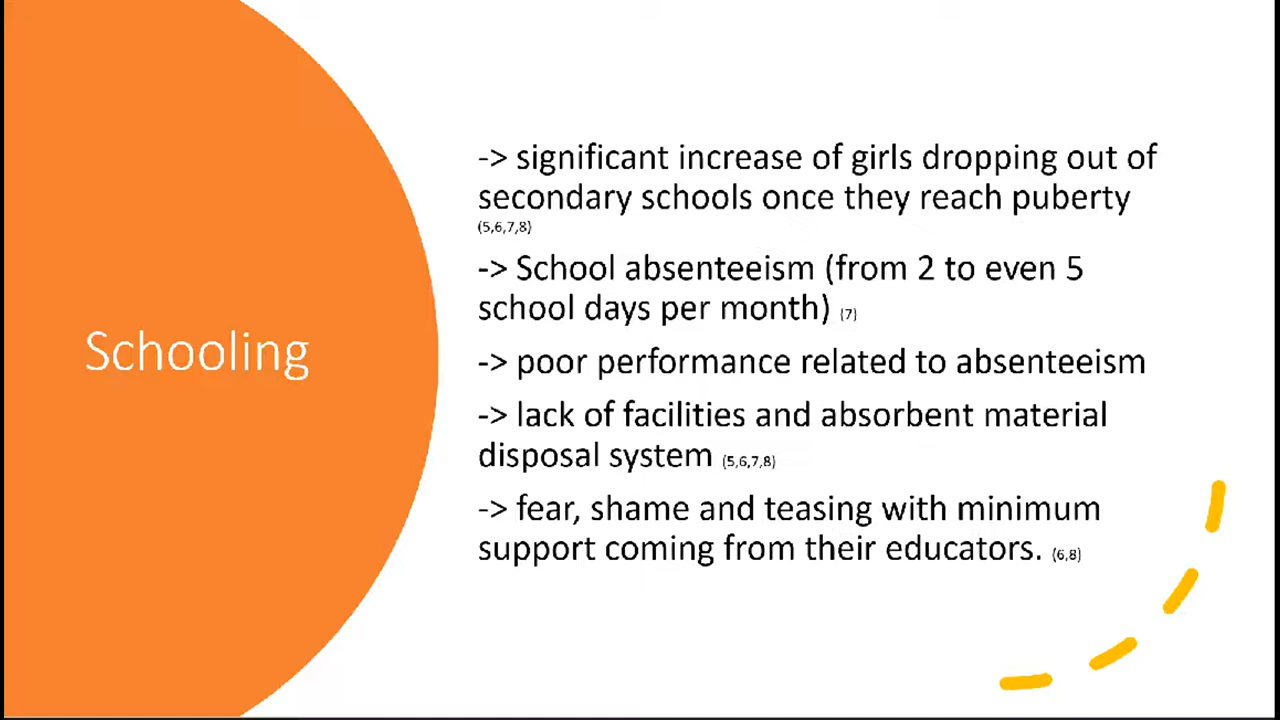 Schooling
-> significant increase of girls dropping out of
secondary schools once they reach puberty
(5,6,7,8)
-> School absenteeism (from 2 to even 5
school days per month) (7)
-> poor performance related to absenteeism
-> lack of facilities and absorbent material
disposal system (5,6,7,8)
-> fear, shame and teasing with minimum
support coming from their educators. (6,8)